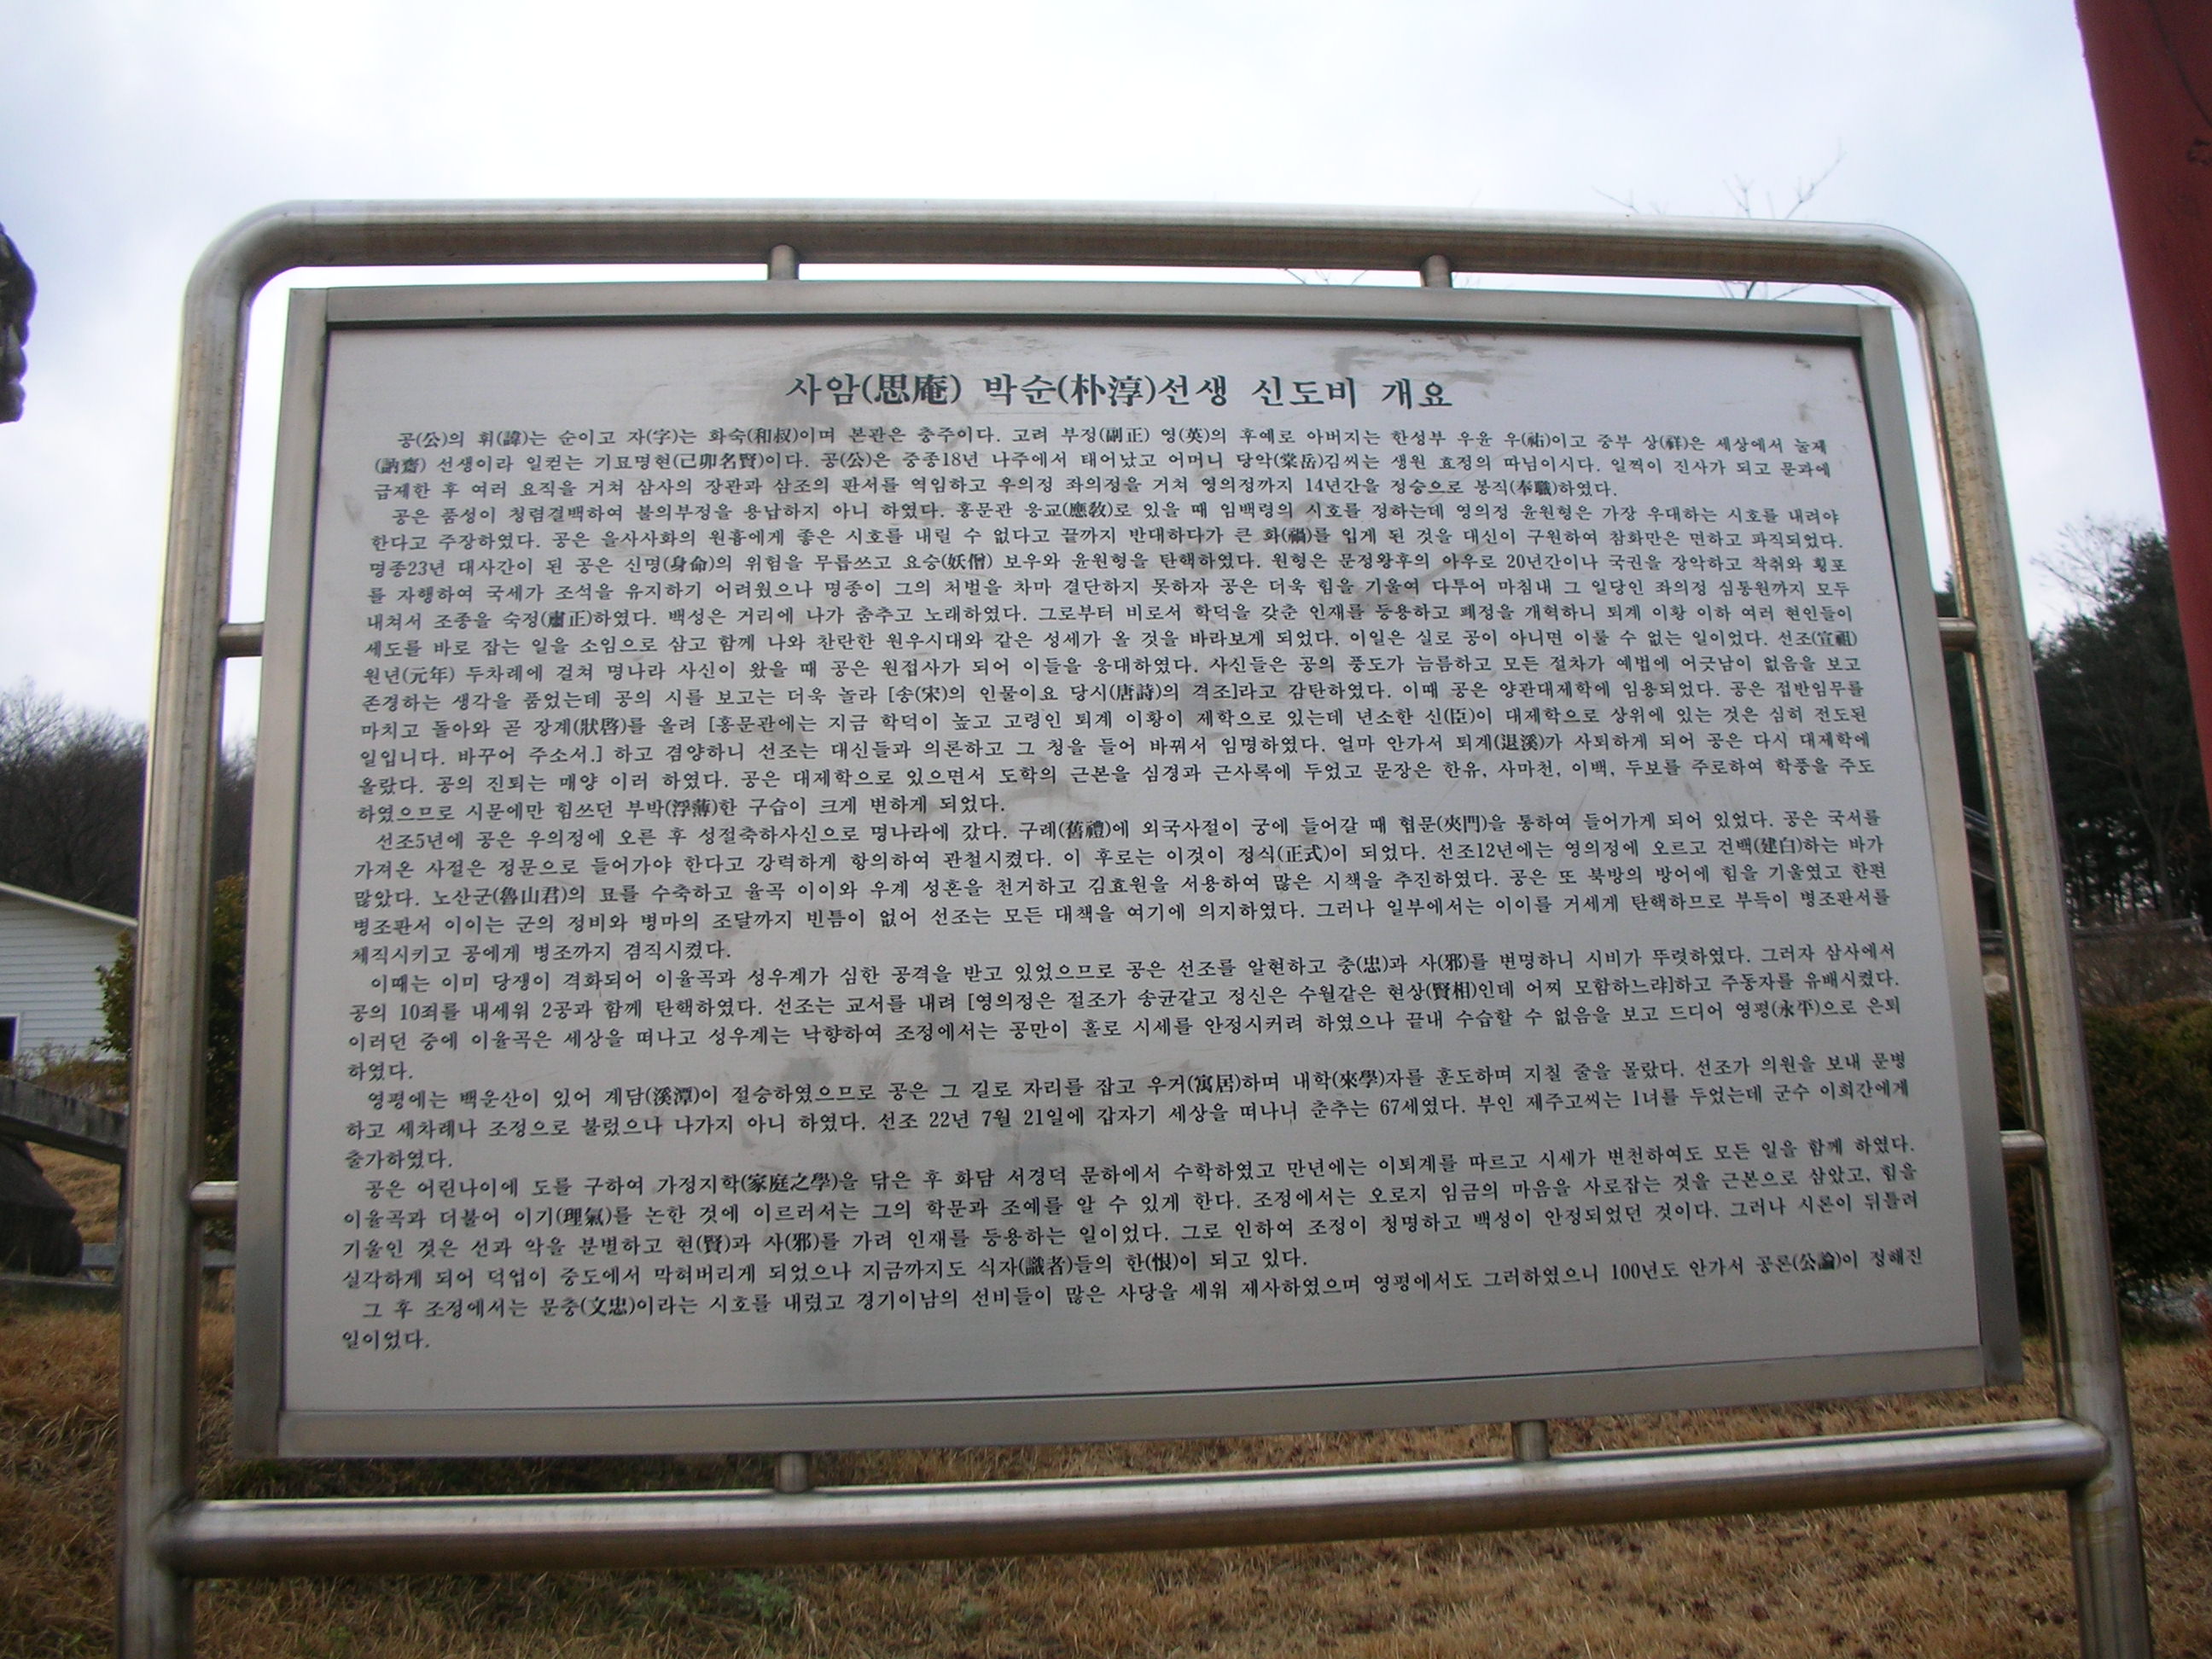 사암(思庵) 박순(朴淳)선생 신도비 개요
공(公)의 휘(諱)는 순이고 자(字)는 화숙(和叔)이며 본관은 충주이다. 고려 부정(副正) 영(英)의 후예로 아버지는 한성부 우윤 우(祐)이고 중부 상(祥)은 세상에서 눌재
(訥齋) 선생이라 일컫는 기묘명현(己卯名賢)이다. 공(公)은 중종18년 나주에서 태어났고 어머니 당악(棠岳)김씨는 생원 효정의 따님이시다. 일찍이 진사가 되고 문과에
급제한 후 여러 요직을 거쳐 삼사의 장관과 삼조의 판서를 역임하고 우의정 좌의정을 거쳐 영의정까지 14년간을 정승으로 봉직(奉職)하였다.
공은 품성이 청렴결백하여 불의부정을 용납하지 아니 하였다. 홍문관 응교(應敎)로 있을 때 임백령의 시호를 정하는데 영의정 윤원형은 가장 우대하는 시호를 내려야
한다고 주장하였다. 공은 을사사화의 원흉에게 좋은 시호를 내릴 수 없다고 끝까지 반대하다가 큰 화(禍)를 입게 된 것을 대신이 구원하여 참화만은 면하고 파직되었다.
명종23년 대사간이 된 공은 신명(身命)의 위험을 무릅쓰고 요승(妖僧) 보우와 윤원형을 탄핵하였다. 원형은 문정왕후의 아우로 20년간이나 국권을 장악하고 착취와 횡포
를 자행하여 국세가 조석을 유지하기 어려웠으나 명종이 그의 처벌을 차마 결단하지 못하자 공은 더욱 힘을 기울여 다투어 마침내 그 일당인 좌의정 심통원까지 모두
내쳐서 조종을 숙정(肅正)하였다. 백성은 거리에 나가 춤추고 노래하였다. 그로부터 비로서 학덕을 갖춘 인재를 등용하고 폐정을 개혁하니 퇴계 이황 이하 여러 현인들이
세도를 바로 잡는 일을 소임으로 삼고 함께 나와 찬란한 원우시대와 같은 성세가 올 것을 바라보게 되었다. 이일은 실로 공이 아니면 이룰 수 없는 일이었다. 선조(宣祖)
원년(元年) 두차례에 걸쳐 명나라 사신이 왔을 때 공은 원접사가 되어 이들을 응대하였다. 사신들은 공의 풍도가 늠름하고 모든 절차가 예법에 어긋남이 없음을 보고
존경하는 생각을 품었는데 공의 시를 보고는 더욱 놀라 [송(宋)의 인물이요 당시(唐詩)의 격조]라고 감탄하였다. 이때 공은 양관대제학에 임용되었다. 공은 접반임무를
마치고 돌아와 곧 장계(狀啓)를 올려 [홍문관에는 지금 학덕이 높고 고령인 퇴계 이황이 제학으로 있는데 년소한 신(臣)이 대제학으로 상위에 있는 것은 심히 전도된
일입니다. 바꾸어 주소서.] 하고 겸양하니 선조는 대신들과 의론하고 그 청을 들어 바꿔서 임명하였다. 얼마 안가서 퇴계(退溪)가 사퇴하게 되어 공은 다시 대제학에
올랐다. 공의 진퇴는 매양 이러 하였다. 공은 대제학으로 있으면서 도학의 근본을 심경과 근사록에 두었고 문장은 한유, 사마천, 이백, 두보를 주로하여 학풍을 주도
하였으므로 시문에만 힘쓰던 부박(浮薄)한 구습이 크게 변하게 되었다.
선조5년에 공은 우의정에 오른 후 성절축하사신으로 명나라에 갔다. 구례(舊禮)에 외국사절이 궁에 들어갈 때 협문(夾門)을 통하여 들어가게 되어 있었다. 공은 국서를
가져온 사절은 정문으로 들어가야 한다고 강력하게 항의하여 관철시켰다. 이 후로는 이것이 정식(正式)이 되었다. 선조12년에는 영의정에 오르고 건백(建白)하는 바가
많았다. 노산군(魯山君)의 묘를 수축하고 율곡 이이와 우계 성혼을 천거하고 김효원을 서용하여 많은 시책을 추진하였다. 공은 또 북방의 방어에 힘을 기울였고 한편
병조판서 이이는 군의 정비와 병마의 조달까지 빈틈이 없어 선조는 모든 대책을 여기에 의지하였다. 그러나 일부에서는 이이를 거세게 탄핵하므로 부득이 병조판서를
체직시키고 공에게 병조까지 겸직시켰다.
이때는 이미 당쟁이 격화되어 이율곡과 성우계가 심한 공격을 받고 있었으므로 공은 선조를 알현하고 충(忠)과 사(邪)를 변명하니 시비가 뚜렷하였다. 그러자 삼사에서
공의 10죄를 내세워 2공과 함께 탄핵하였다. 선조는 교서를 내려 [영의정은 절조가 송균같고 정신은 수월같은 현상(賢相)인데 어찌 모함하느랴]하고 주동자를 유배시켰다.
이러던 중에 이율곡은 세상을 떠나고 성우계는 낙향하여 조정에서는 공만이 홀로 시세를 안정시키려 하였으나 끝내 수습할 수 없음을 보고 드디어 영평(永平)으로 은퇴
하였다.
영평에는 백운산이 있어 계담(溪潭)이 절승하였으므로 공은 그 길로 자리를 잡고 우거(寓居)하며 내학(來學)자를 훈도하며 지칠 줄을 몰랐다. 선조가 의원을 보내 문병
하고 세차례나 조정으로 불렀으나 나가지 아니 하였다. 선조 22년 7월 21일에 갑자기 세상을 떠나니 춘추는 67세였다. 부인 제주고씨는 1녀를 두었는데 군수 이희간에게
출가하였다.
공은 어린나이에 도를 구하여 가정지학(家庭之學)을 닦은 후 화담 서경덕 문하에서 수학하였고 만년에는 이퇴계를 따르고 시세가 변천하여도 모든 일을 함께 하였다.
이율곡과 더불어 이기(理氣)를 논한 것에 이르러서는 그의 학문과 조예를 알 수 있게 한다. 조정에서는 오로지 임금의 마음을 사로잡는 것을 근본으로 삼았고, 힘을
기울인 것은 선과 악을 분별하고 현(賢)과 사(邪)를 가려 인재를 등용하는 일이었다. 그로 인하여 조정이 청명하고 백성이 안정되었던 것이다. 그러나 시론이 뒤틀려
실각하게 되어 덕업이 중도에서 막혀버리게 되었으나 지금까지도 식자(識者)들의 한(恨)이 되고 있다.
그 후 조정에서는 문충(文忠)이라는 시호를 내렸고 경기이남의 선비들이 많은 사당을 세워 제사하였으며 영평에서도 그러하였으니 100년도 안가서 공론(公論)이 정해진
일이었다.